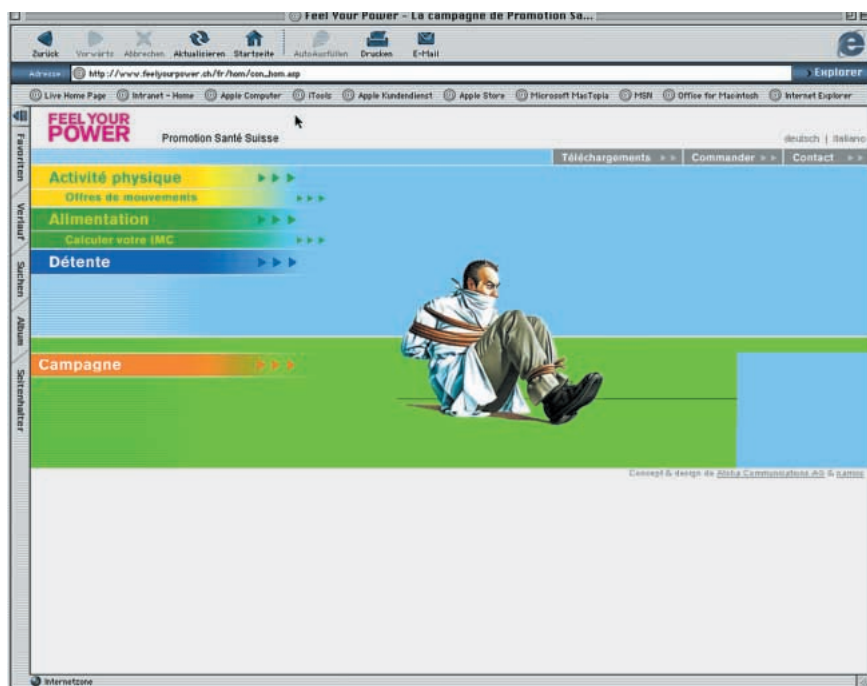 Feel Your Power - La campagne de Promotion Sa...
Zurück Vorwärts Abbrechen Aktualisieren Startseite AutoAusfüllen Drucken E-Mail
Adresse http://www.feelyourpower.ch/fr/hom/con_hom.asp Explorer
Live Home Page Intranet - Home Apple Computer iTools Apple Kundendienst Apple Store Microsoft MacTopia MSN Office for Macintosh Internet Explorer
Favoriten
Verlauf
Suchen
Album
Seitenhalter
FEEL YOUR
POWER
Promotion Santé Suisse
deutsch | italiano
Téléchargements » | Commander » | Contact »
Activité physique
Offres de mouvements
Alimentation
Calculer votre IMC
Détente
Campagne
Concept & design de Aloha Communications AG & namics
Internetzone